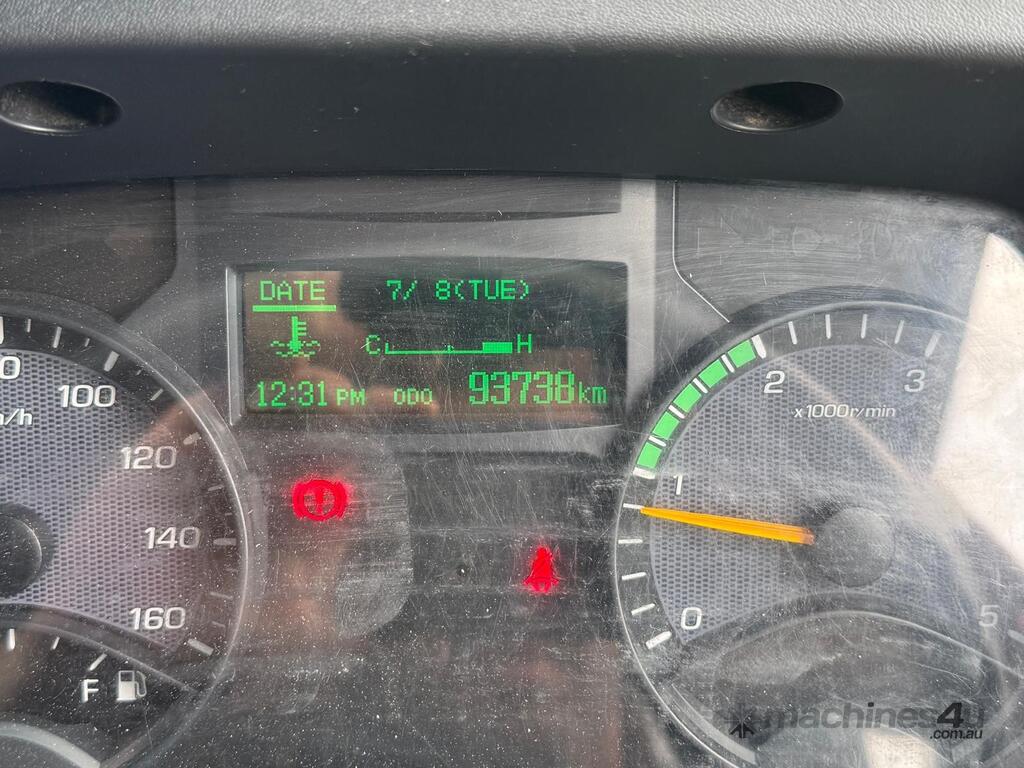 DATE 7/ 8(TUE)
C H
12:31 PM ODO 93738km
100
120
140
160
F
0
1
2
3
5
x1000r/min
machines4u
.com.au